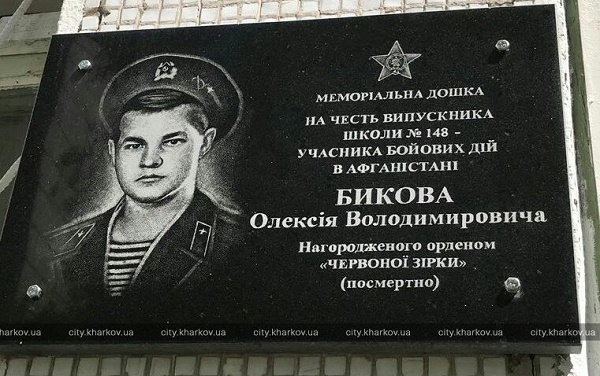 МЕМОРІАЛЬНА ДОШКА
НА ЧЕСТЬ ВИПУСКНИКА
ШКОЛИ № 148 -
УЧАСНИКА БОЙОВИХ ДІЙ
В АФГАНІСТАНІ
БИКОВА
Олексія Володимировича
Нагородженого орденом
«ЧЕРВОНОЇ ЗІРКИ»
(посмертно)
city.kharkov.ua city.kharkov.ua city.kharkov.ua city.kharkov.ua city.kharkov.ua city.kharkov.ua